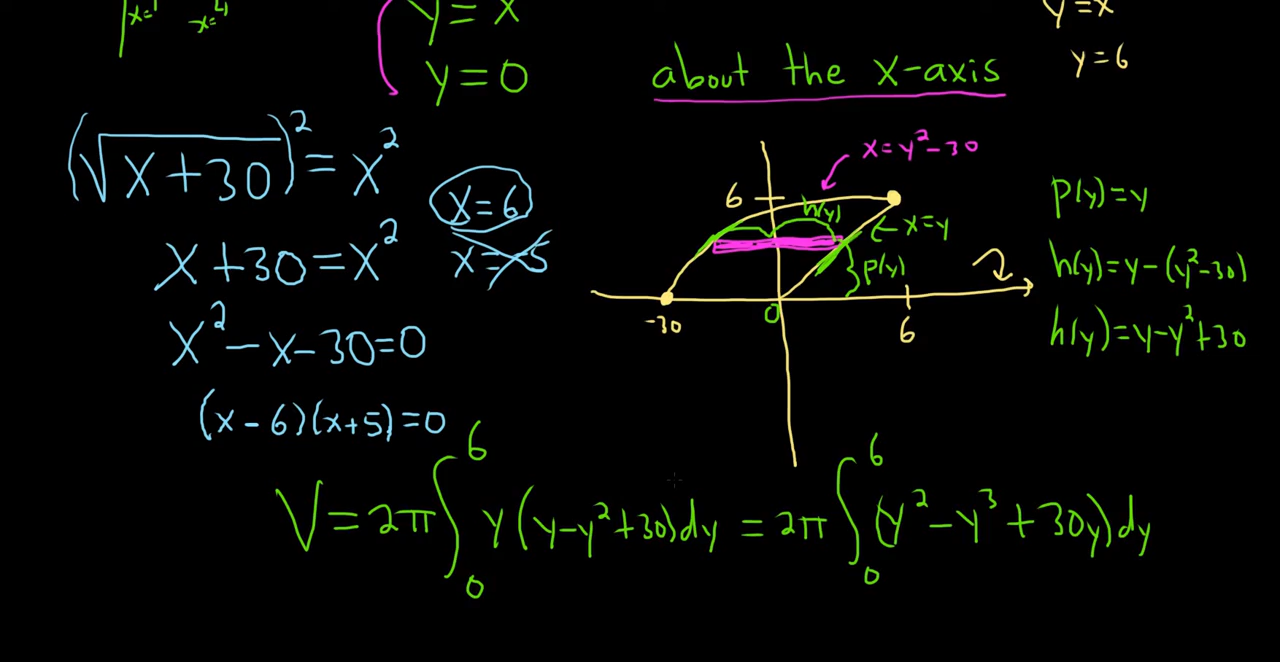 x=1 x=4
y=x
y=0
y=x
y=6
about the x-axis
(√x+30)²=x²
x+30=x²
x²-x-30=0
(x-6)(x+5)=0
x=6
x=-5
x=y²-30
6
h(y)
x=y
p(y)
-30
0
6
p(y)=y
h(y)=y-(y²-30)
h(y)=y-y²+30
V=2π∫₀⁶ y(y-y²+30)dy=2π∫₀⁶ (y²-y³+30y)dy